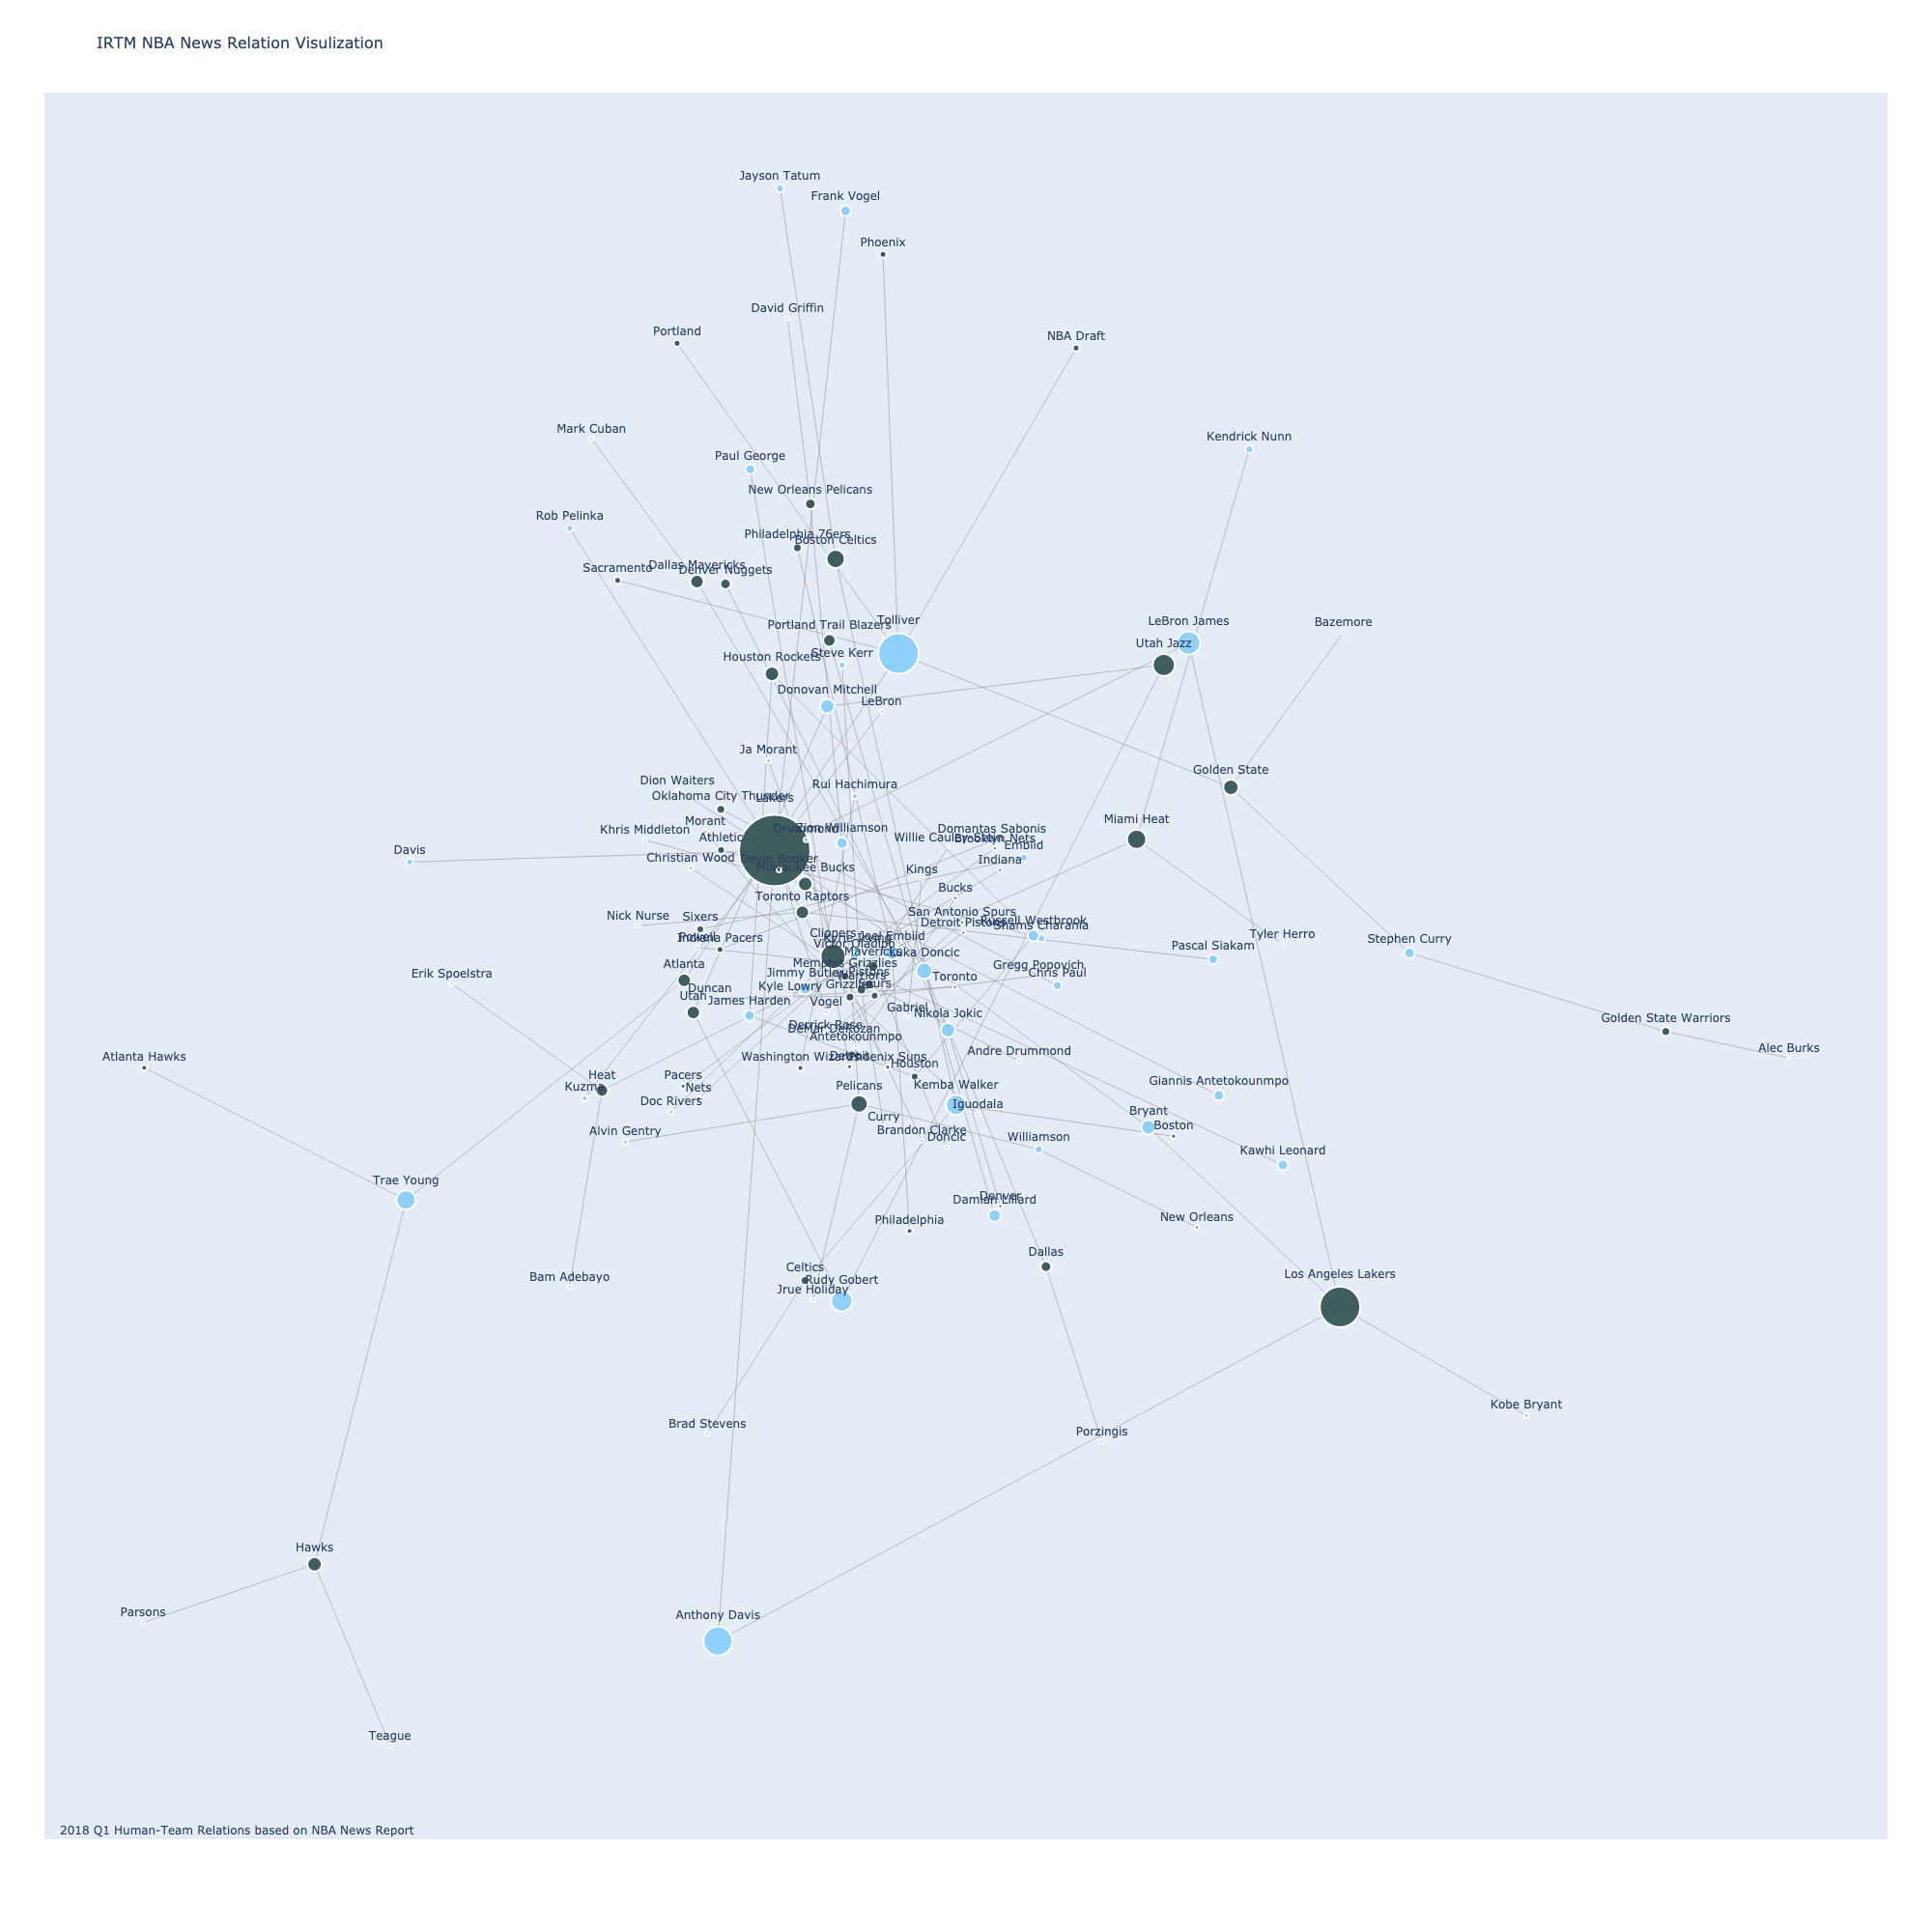 IRTM NBA News Relation Visulization
Jayson Tatum
Frank Vogel
Phoenix
David Griffin
Portland
NBA Draft
Mark Cuban
Kendrick Nunn
Paul George
New Orleans Pelicans
Rob Pelinka
Philadelphia 76ers
Boston Celtics
Sacramento
Dallas Mavericks
Denver Nuggets
Tolliver
LeBron James
Bazemore
Portland Trail Blazers
Utah Jazz
Houston Rockets
Steve Kerr
Donovan Mitchell
LeBron
Ja Morant
Golden State
Dion Waiters
Rui Hachimura
Oklahoma City Thunder
Lakers
Morant
Miami Heat
Khris Middleton
Drummond
Zion Williamson
Domantas Sabonis
Athletic
Willie Cauley-Stein
Brooklyn Nets
Embiid
Davis
Christian Wood
Devin Booker
Indiana
Milwaukee Bucks
Kings
Bucks
Toronto Raptors
Nick Nurse
Sixers
San Antonio Spurs
Detroit Pistons
Russell Westbrook
Shams Charania
Powell
Indiana Pacers
Clippers
Kyrie Irving
Joel Embiid
Tyler Herro
Stephen Curry
Victor Oladipo
Mavericks
Luka Doncic
Pascal Siakam
Atlanta
Memphis Grizzlies
Gregg Popovich
Erik Spoelstra
Jimmy Butler
Pistons
Warriors
Toronto
Chris Paul
Duncan
Kyle Lowry
Grizzlies
Spurs
Utah
James Harden
Vogel
Gabriel
Nikola Jokic
Golden State Warriors
Derrick Rose
DeMar DeRozan
Antetokounmpo
Andre Drummond
Alec Burks
Atlanta Hawks
Washington Wizards
Detroit
Phoenix Suns
Houston
Heat
Pacers
Giannis Antetokounmpo
Kuzma
Nets
Pelicans
Kemba Walker
Doc Rivers
Iguodala
Bryant
Curry
Boston
Alvin Gentry
Brandon Clarke
Doncic
Williamson
Kawhi Leonard
Trae Young
Denver
Damian Lillard
Philadelphia
New Orleans
Dallas
Celtics
Los Angeles Lakers
Bam Adebayo
Rudy Gobert
Jrue Holiday
Kobe Bryant
Brad Stevens
Porzingis
Hawks
Parsons
Anthony Davis
Teague
2018 Q1 Human-Team Relations based on NBA News Report